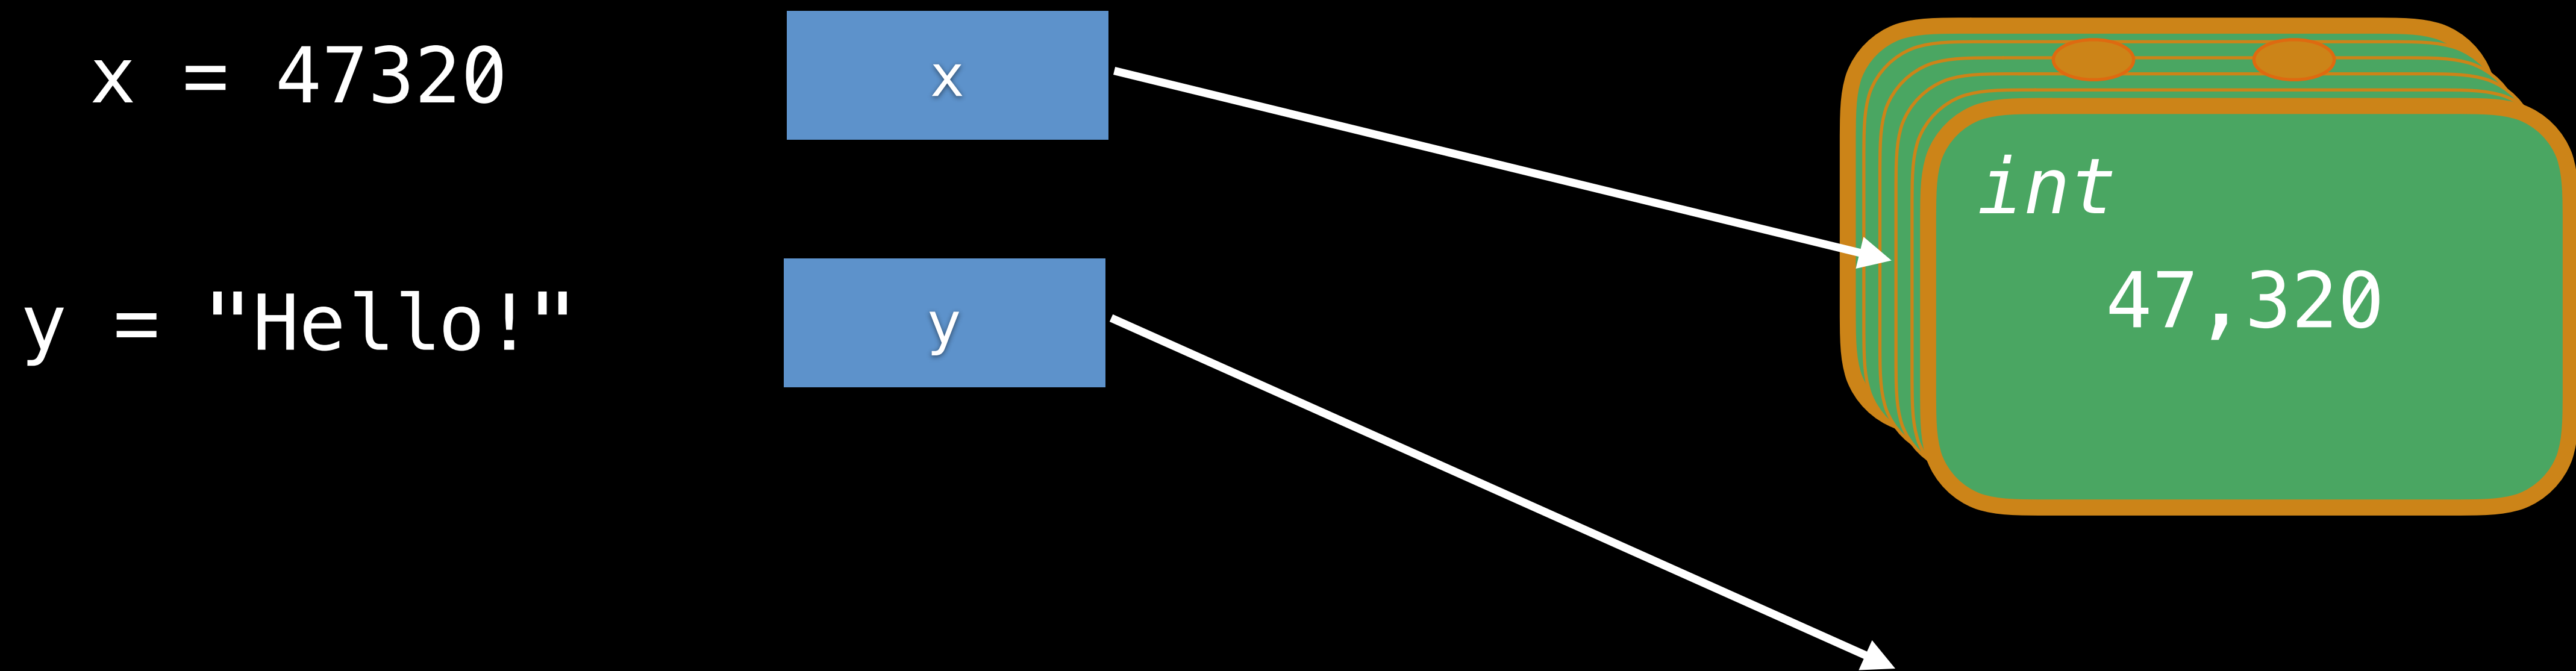 x = 47320
x
int
47,320
y = "Hello!"
y